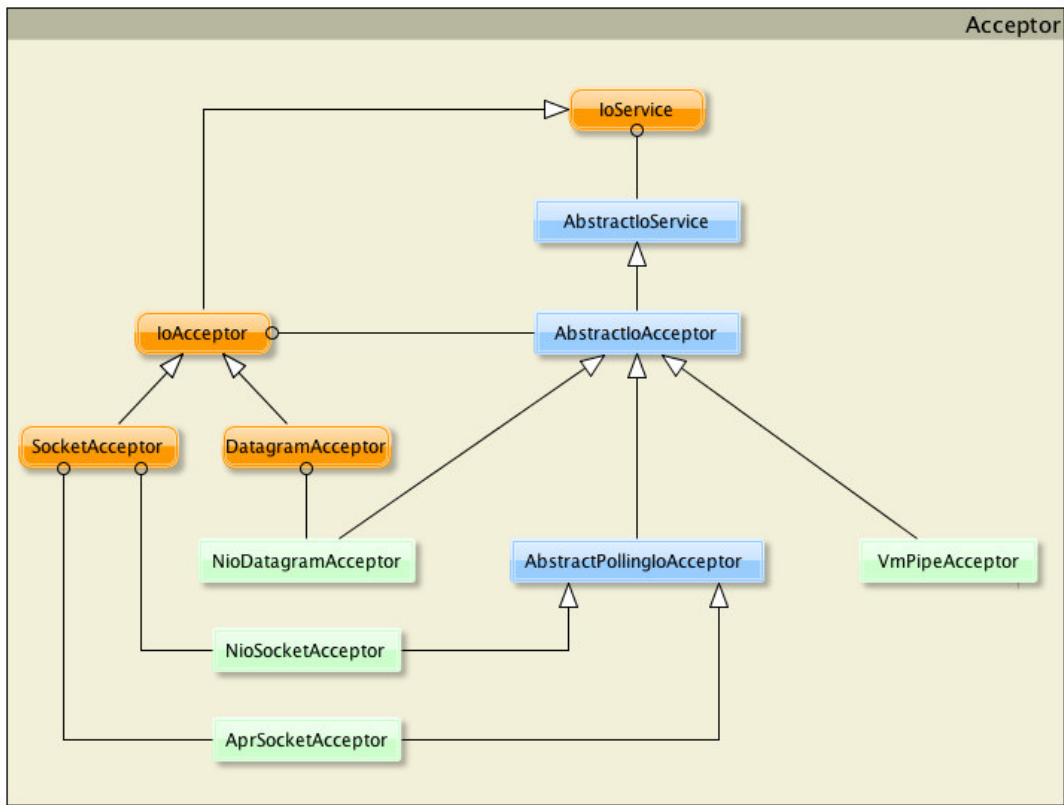 Acceptor
IoService
AbstractIoService
IoAcceptor
AbstractIoAcceptor
SocketAcceptor
DatagramAcceptor
NioDatagramAcceptor
AbstractPollingIoAcceptor
VmPipeAcceptor
NioSocketAcceptor
AprSocketAcceptor